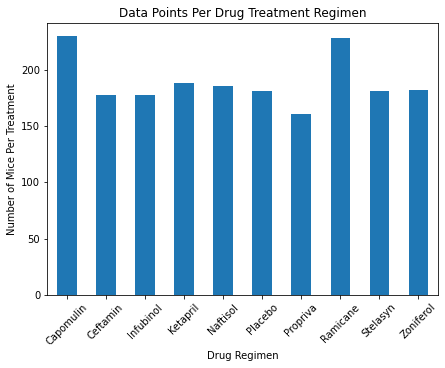 Data Points Per Drug Treatment Regimen
Number of Mice Per Treatment
200
150
100
50
0
Capomulin
Ceftamin
Infubinol
Ketapril
Naftisol
Placebo
Propriva
Ramicane
Stelasyn
Zoniferol
Drug Regimen